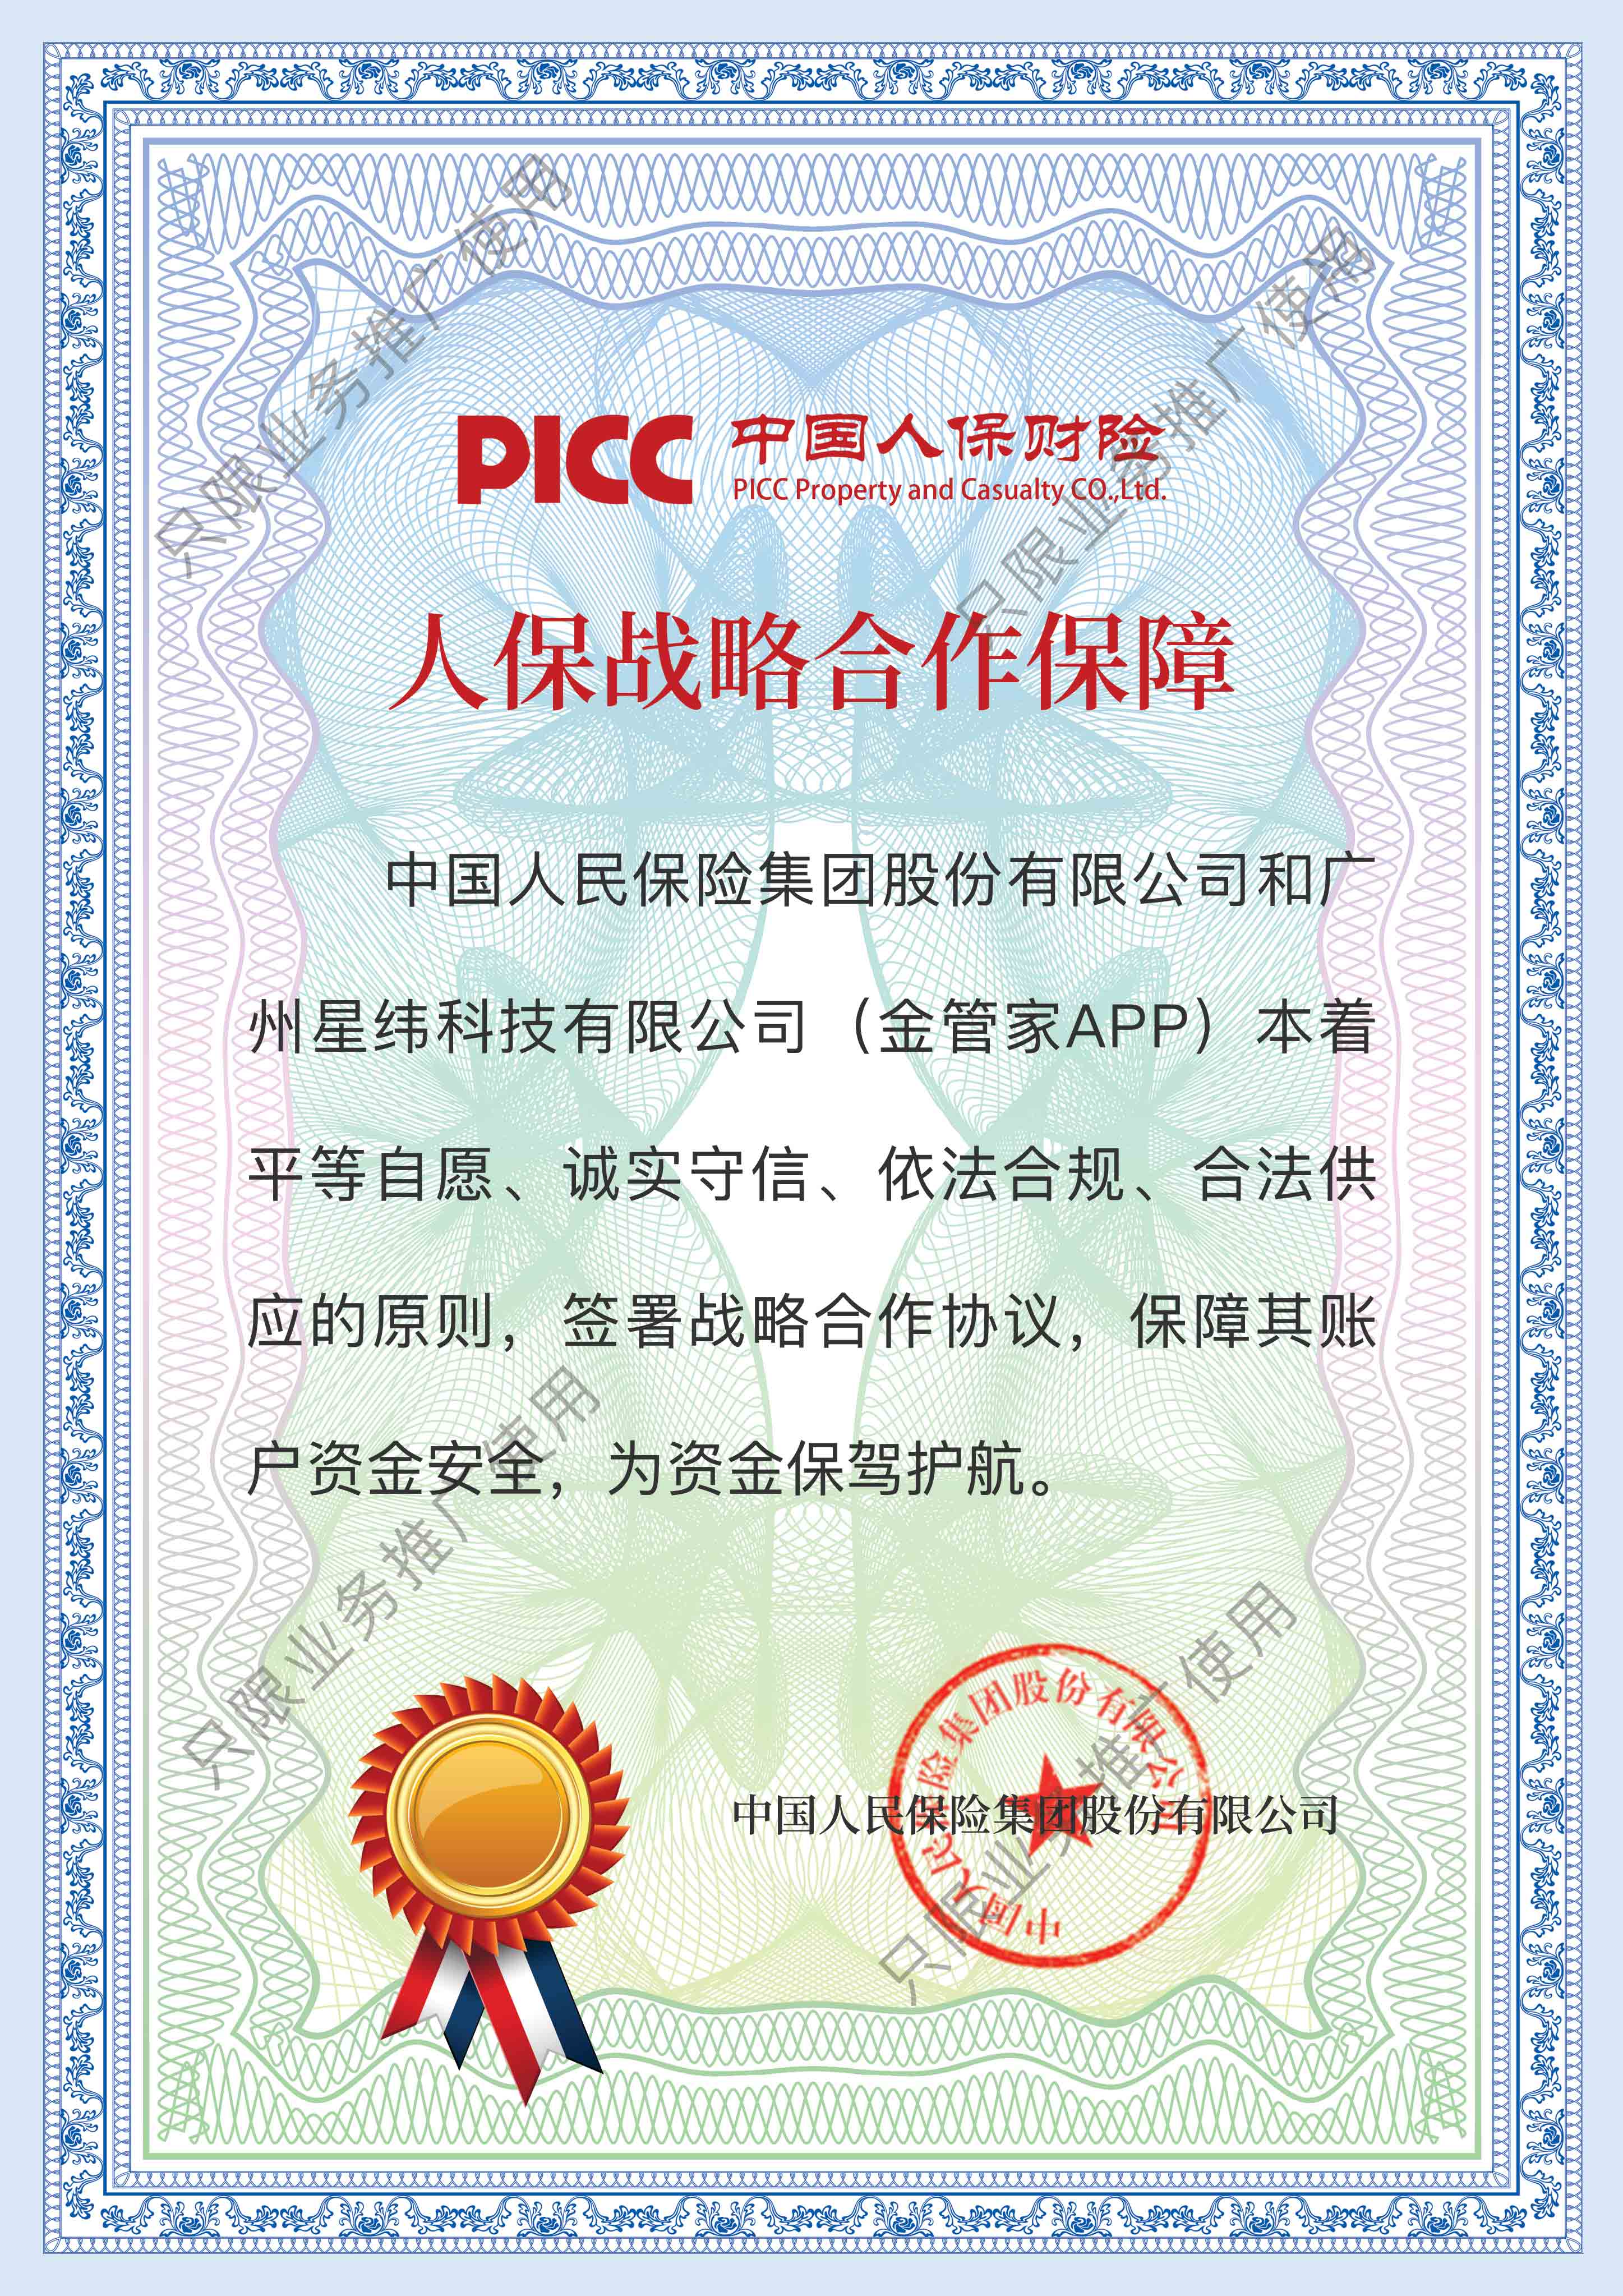 只限业务推广使用
只限业务推广使用
PICC 中国人保财险
PICC Property and Casualty CO.,Ltd.
人保战略合作保障
中国人民保险集团股份有限公司和广
州星纬科技有限公司（金管家APP）本着
平等自愿、诚实守信、依法合规、合法供
应的原则，签署战略合作协议，保障其账
户资金安全，为资金保驾护航。
只限业务推广使用
只限业务推广使用
中国人民保险集团股份有限公司
中国人民保险集团股份有限公司